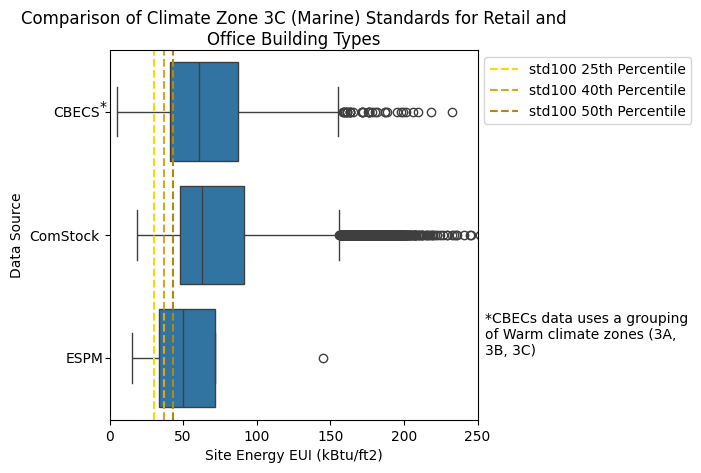 Comparison of Climate Zone 3C (Marine) Standards for Retail and
Office Building Types
std100 25th Percentile
std100 40th Percentile
std100 50th Percentile
Data Source
CBECS*
ComStock
ESPM
*CBECs data uses a grouping
of Warm climate zones (3A,
3B, 3C)
0 50 100 150 200 250
Site Energy EUI (kBtu/ft2)